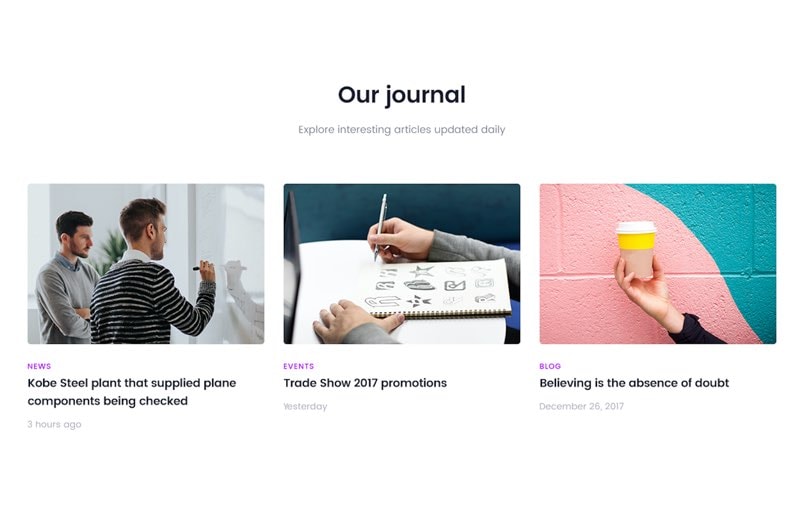 Our journal
Explore interesting articles updated daily
NEWS
Kobe Steel plant that supplied plane
components being checked
3 hours ago
EVENTS
Trade Show 2017 promotions
Yesterday
BLOG
Believing is the absence of doubt
December 26, 2017